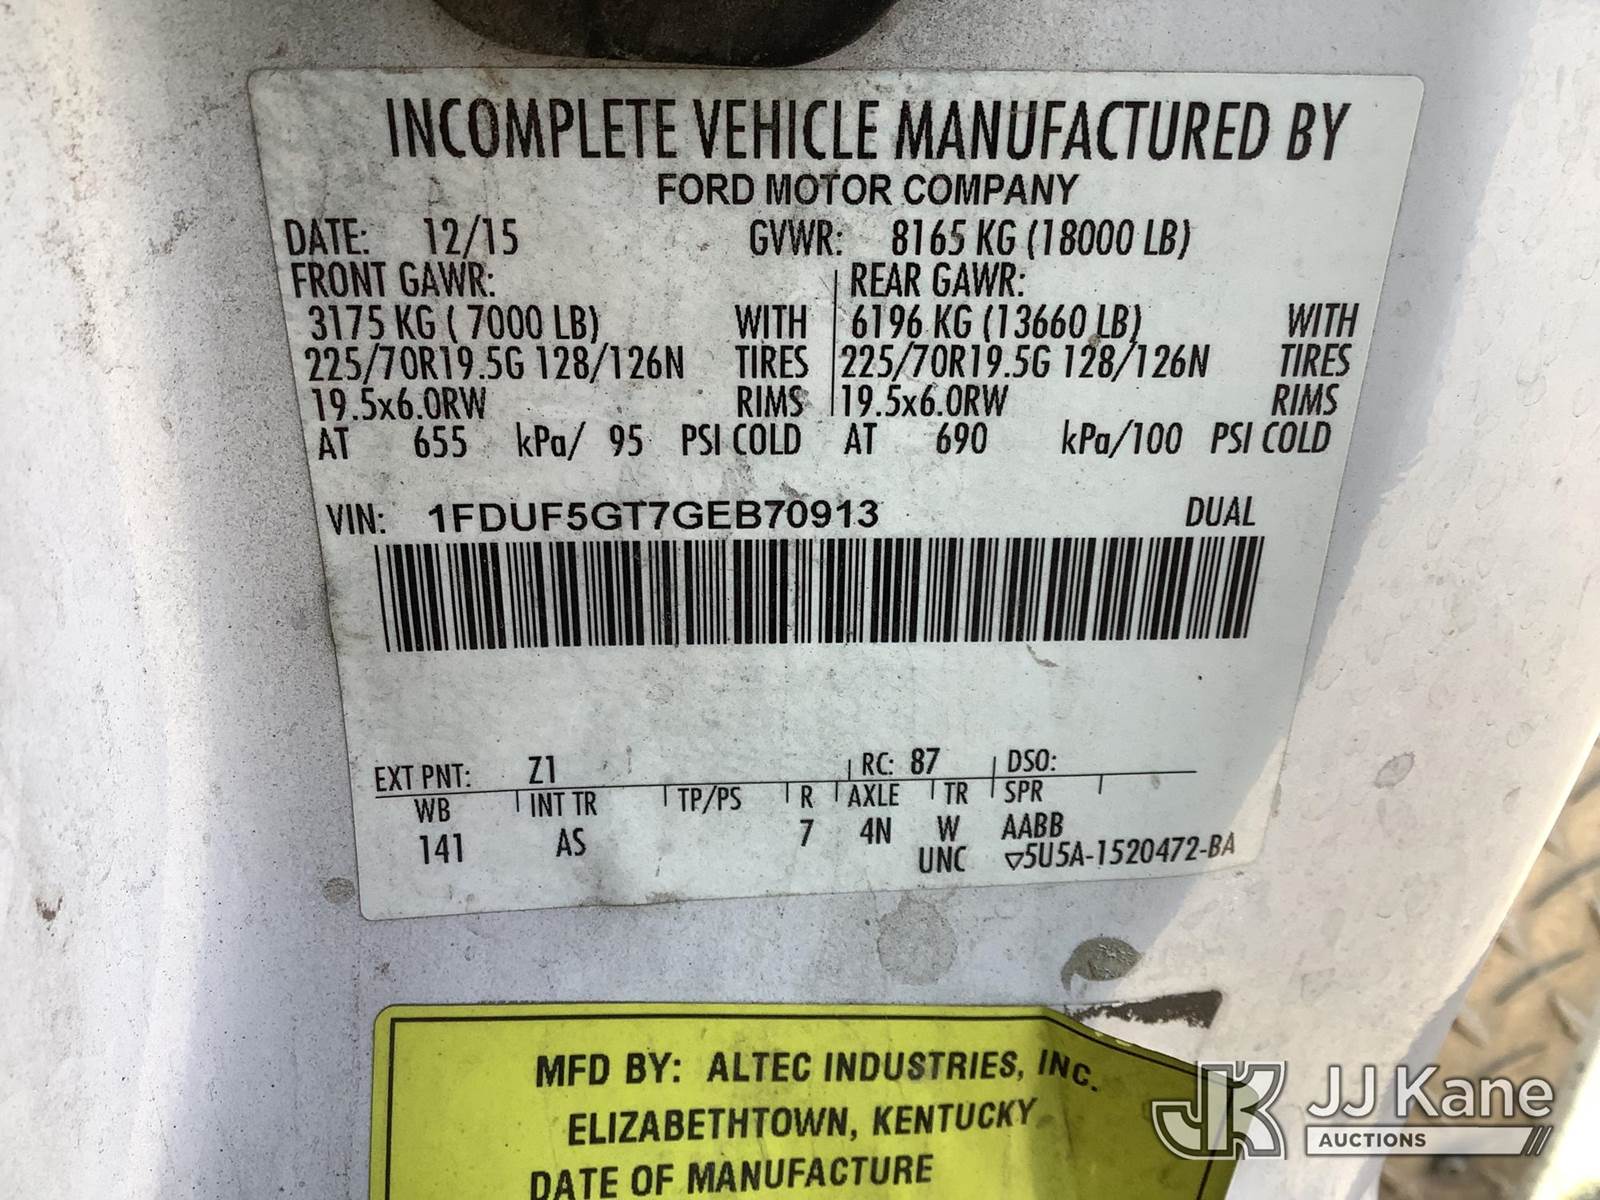 INCOMPLETE VEHICLE MANUFACTURED BY
FORD MOTOR COMPANY
DATE: 12/15 GVWR: 8165 KG (18000 LB)
FRONT GAWR: REAR GAWR:
3175 KG ( 7000 LB) WITH 6196 KG (13660 LB) WITH
225/70R19.5G 128/126N TIRES 225/70R19.5G 128/126N TIRES
19.5x6.0RW RIMS 19.5x6.0RW RIMS
AT 655 kPa/ 95 PSI COLD AT 690 kPa/100 PSI COLD
VIN: 1FDUF5GT7GEB70913 DUAL
EXT PNT: Z1 RC: 87 DSO:
WB INT TR TP/PS R AXLE TR SPR
141 AS 7 4N W AABB
UNC ▽5U5A-1520472-BA
MFD BY: ALTEC INDUSTRIES, INC.
ELIZABETHTOWN, KENTUCKY
DATE OF MANUFACTURE
JK JJ Kane
AUCTIONS